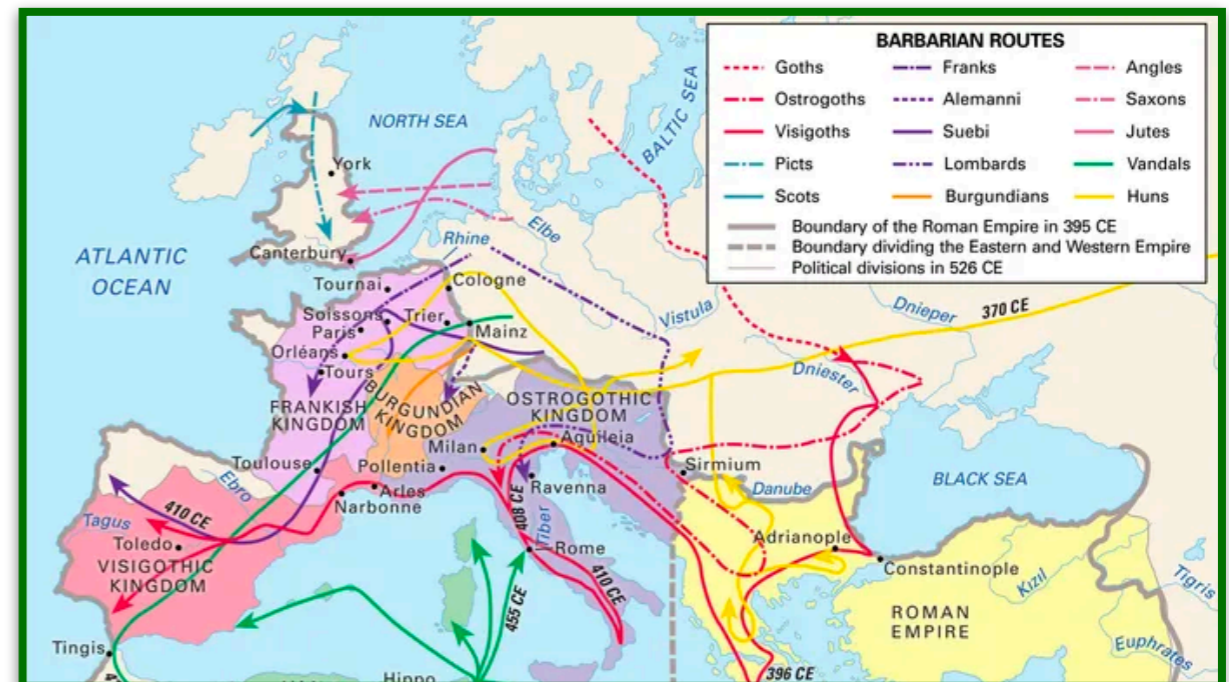 BARBARIAN ROUTES
Goths
Ostrogoths
Visigoths
Picts
Scots
Franks
Alemanni
Suebi
Lombards
Burgundians
Angles
Saxons
Jutes
Vandals
Huns
Boundary of the Roman Empire in 395 CE
Boundary dividing the Eastern and Western Empire
Political divisions in 526 CE
NORTH SEA
BALTIC SEA
York
ATLANTIC
OCEAN
Canterbury
Rhine
Elbe
Tournai
Cologne
Soissons
Trier
Paris
Mainz
Orléans
Tours
Vistula
Dnieper
370 CE
Dniester
FRANKISH
KINGDOM
BURGUNDIAN
KINGDOM
OSTROGOTHIC
KINGDOM
Milan
Aquileia
Toulouse
Pollentia
Sirmium
Ebro
Arles
Narbonne
Ravenna
Danube
BLACK SEA
410 CE
Tagus
408 CE
Tiber
Toledo
Rome
Adrianople
Constantinople
VISIGOTHIC
KINGDOM
410 CE
455 CE
Kızıl
Tigris
ROMAN
EMPIRE
Tingis
Euphrates
Hippo
396 CE